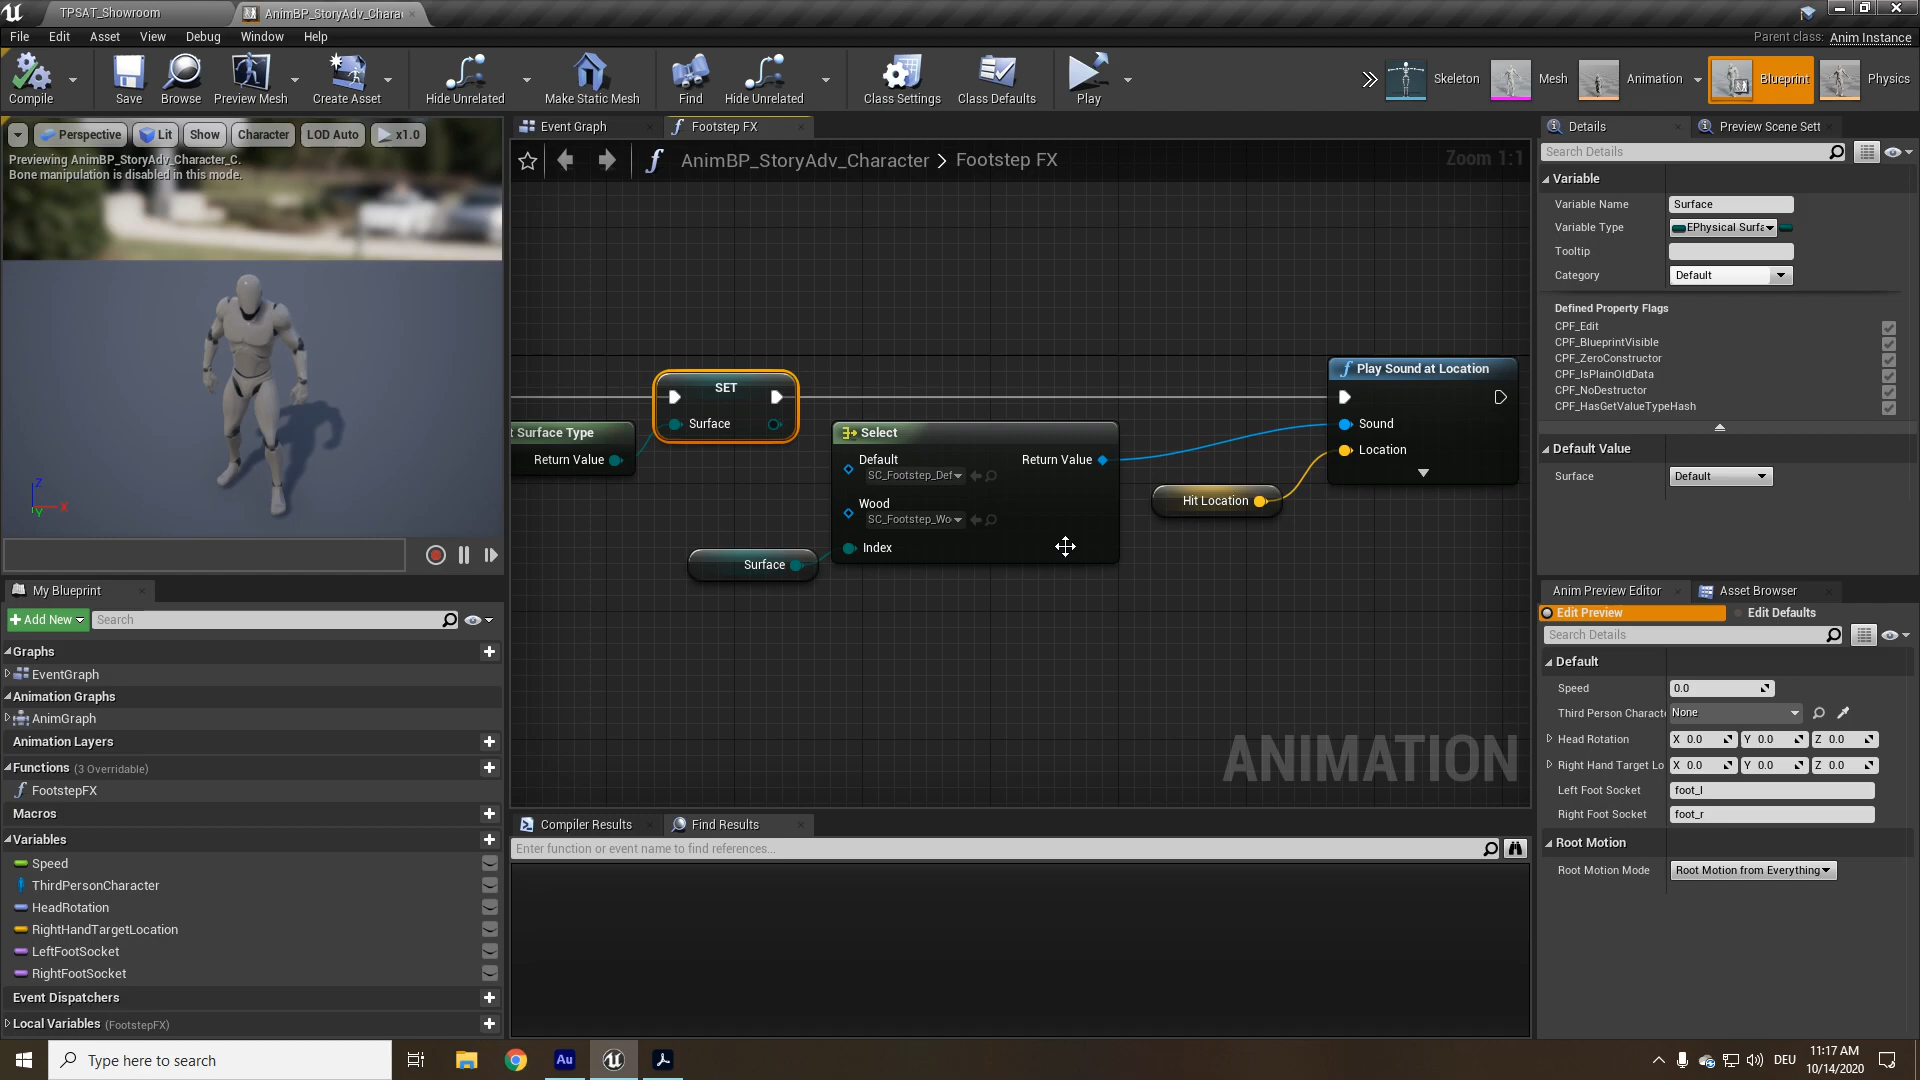 TPSAT_Showroom
AnimBP_StoryAdv_Chara
File Edit Asset View Debug Window Help
Parent class: Anim Instance
Compile
Save
Browse
Preview Mesh
Create Asset
Hide Unrelated
Make Static Mesh
Find
Hide Unrelated
Class Settings
Class Defaults
Play
Skeleton
Mesh
Animation
Blueprint
Physics
Perspective Lit Show Character LOD Auto x1.0
Previewing AnimBP_StoryAdv_Character_C.
Bone manipulation is disabled in this mode.
Z
X
Y
Event Graph
Footstep FX
AnimBP_StoryAdv_Character > Footstep FX
Zoom 1:1
SET
Surface
t Surface Type
Return Value
Select
Default
SC_Footstep_Def
Return Value
Wood
SC_Footstep_Wo
Index
Surface
Hit Location
Play Sound at Location
Sound
Location
ANIMATION
My Blueprint
Add New
Search
Graphs
EventGraph
Animation Graphs
AnimGraph
Animation Layers
Functions (3 Overridable)
FootstepFX
Macros
Variables
Speed
ThirdPersonCharacter
HeadRotation
RightHandTargetLocation
LeftFootSocket
RightFootSocket
Event Dispatchers
Local Variables (FootstepFX)
Compiler Results
Find Results
Enter function or event name to find references...
Details
Preview Scene Sett
Search Details
Variable
Variable Name Surface
Variable Type EPhysical Surfa
Tooltip
Category Default
Defined Property Flags
CPF_Edit
CPF_BlueprintVisible
CPF_ZeroConstructor
CPF_IsPlainOldData
CPF_NoDestructor
CPF_HasGetValueTypeHash
Default Value
Surface Default
Anim Preview Editor
Asset Browser
Edit Preview
Edit Defaults
Search Details
Default
Speed 0.0
Third Person Characte None
Head Rotation X 0.0 Y 0.0 Z 0.0
Right Hand Target Lo X 0.0 Y 0.0 Z 0.0
Left Foot Socket foot_l
Right Foot Socket foot_r
Root Motion
Root Motion Mode Root Motion from Everything
Type here to search
Au
DEU
11:17 AM
10/14/2020